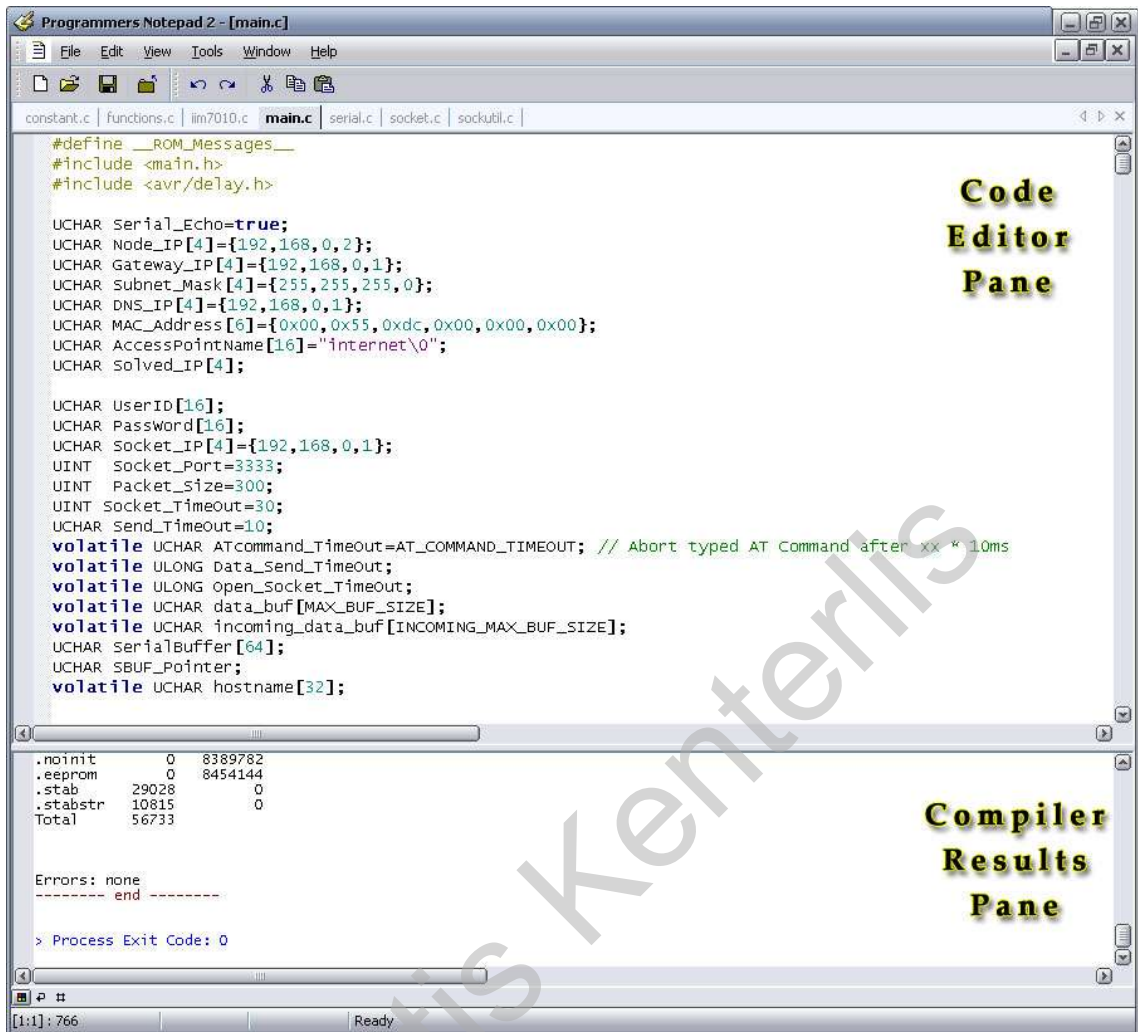 Programmers Notepad 2 - [main.c]
File Edit View Tools Window Help
constant.c | functions.c | iim7010.c main.c | serial.c | socket.c | sockutil.c |
#define __ROM_Messages__
#include <main.h>
#include <avr/delay.h>
UCHAR Serial_Echo=true;
UCHAR Node_IP[4]={192,168,0,2};
UCHAR Gateway_IP[4]={192,168,0,1};
UCHAR Subnet_Mask[4]={255,255,255,0};
UCHAR DNS_IP[4]={192,168,0,1};
UCHAR MAC_Address[6]={0x00,0x55,0xdc,0x00,0x00,0x00};
UCHAR AccessPointName[16]="internet\0";
UCHAR Solved_IP[4];
UCHAR UserID[16];
UCHAR PassWord[16];
UCHAR Socket_IP[4]={192,168,0,1};
UINT  Socket_Port=3333;
UINT  Packet_Size=300;
UINT Socket_TimeOut=30;
UCHAR Send_TimeOut=10;
volatile UCHAR ATcommand_TimeOut=AT_COMMAND_TIMEOUT; // Abort typed AT Command after xx * 10ms
volatile ULONG Data_Send_TimeOut;
volatile ULONG Open_Socket_TimeOut;
volatile UCHAR data_buf[MAX_BUF_SIZE];
volatile UCHAR incoming_data_buf[INCOMING_MAX_BUF_SIZE];
UCHAR SerialBuffer[64];
UCHAR SBUF_Pointer;
volatile UCHAR hostname[32];
Code
Editor
Pane
.noinit 0 8389782
.eeprom 0 8454144
.stab 29028 0
.stabstr 10815 0
Total 56733
Errors: none
-------- end --------
> Process Exit Code: 0
Compiler
Results
Pane
[1:1] : 766 Ready
tis Kenterlis